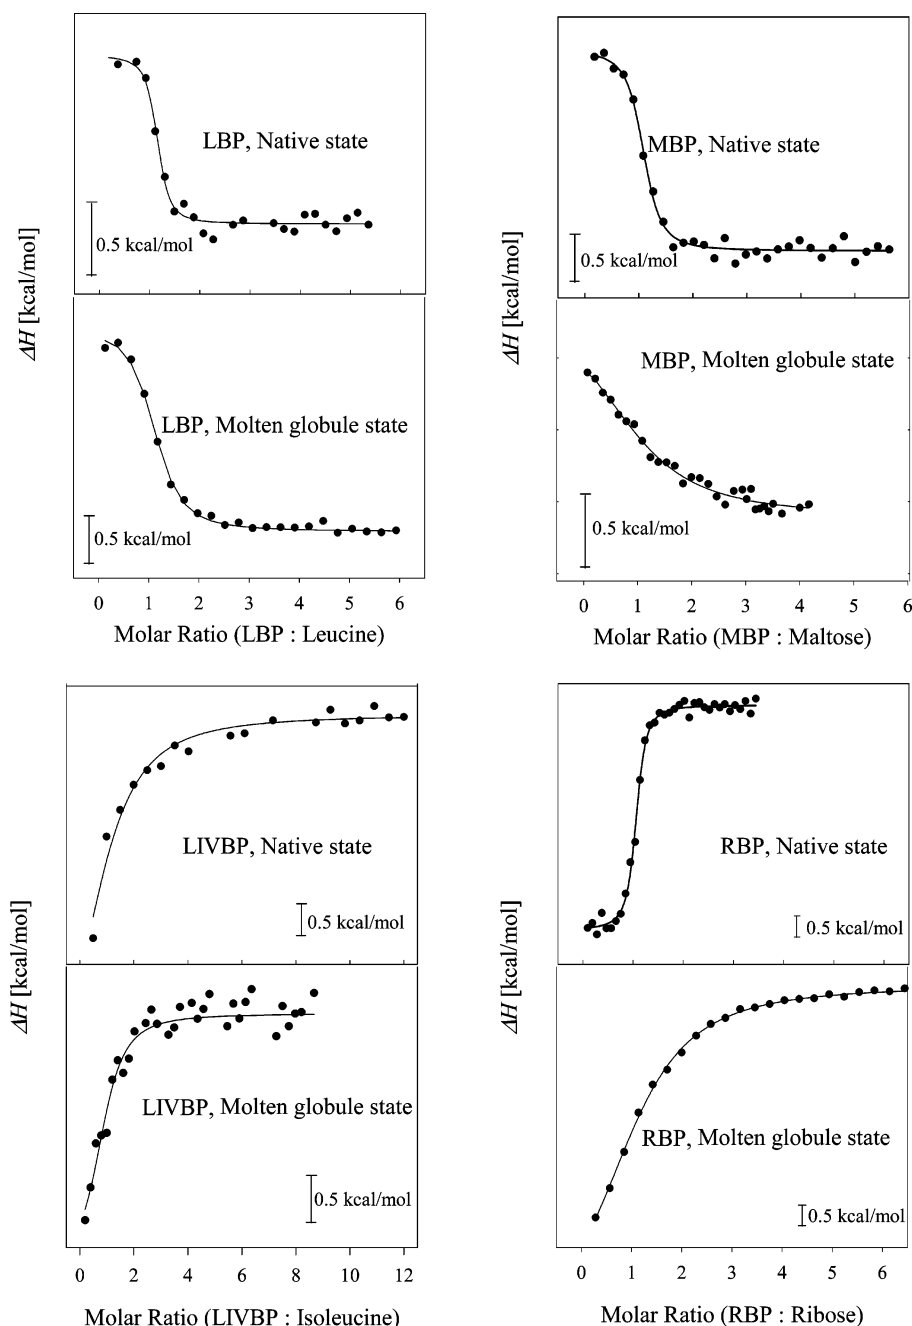 LBP, Native state
0.5 kcal/mol
ΔH [kcal/mol]
LBP, Molten globule state
0.5 kcal/mol
0 1 2 3 4 5 6
Molar Ratio (LBP : Leucine)
MBP, Native state
0.5 kcal/mol
ΔH [kcal/mol]
MBP, Molten globule state
0.5 kcal/mol
0 1 2 3 4 5 6
Molar Ratio (MBP : Maltose)
LIVBP, Native state
0.5 kcal/mol
ΔH [kcal/mol]
LIVBP, Molten globule state
0.5 kcal/mol
0 2 4 6 8 10 12
Molar Ratio (LIVBP : Isoleucine)
RBP, Native state
0.5 kcal/mol
ΔH [kcal/mol]
RBP, Molten globule state
0.5 kcal/mol
0 1 2 3 4 5 6
Molar Ratio (RBP : Ribose)